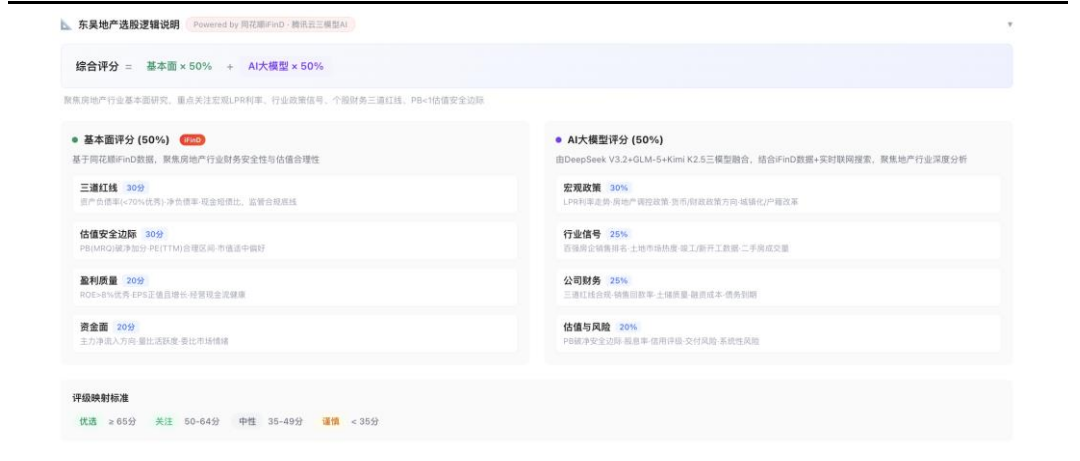 东吴地产选股逻辑说明 Powered by 同花顺iFinD · 腾讯云三模型AI
综合评分 = 基本面 × 50% + AI大模型 × 50%
聚焦房地产行业基本面研究，重点关注宏观LPR利率、行业政策信号、个股财务三道红线、PB<1估值安全边际
基本面评分 (50%) iFinD
基于同花顺iFinD数据，聚焦房地产行业财务安全性与估值合理性
三道红线 30分
资产负债率(<70%优秀)·净负债率·现金短债比，监管合规底线
估值安全边际 30分
PB(MRQ)破净加分·PE(TTM)合理区间·市值适中偏好
盈利质量 20分
ROE>8%优秀·EPS正值且增长·经营现金流健康
资金面 20分
主力净流入方向·量比活跃度·委比市场情绪
AI大模型评分 (50%)
由DeepSeek V3.2+GLM-5+Kimi K2.5三模型融合，结合iFinD数据+实时联网搜索，聚焦地产行业深度分析
宏观政策 30%
LPR利率走势·房地产调控政策·货币/财政政策方向·城镇化/户籍改革
行业信号 25%
百强房企销售排名·土地市场热度·竣工/新开工数据·二手房成交量
公司财务 25%
三道红线合规·销售回款率·土储质量·融资成本·债务到期
估值与风险 20%
PB破净安全边际·股息率·信用评级·交付风险·系统性风险
评级映射标准
优选 ≥ 65分 关注 50-64分 中性 35-49分 谨慎 < 35分